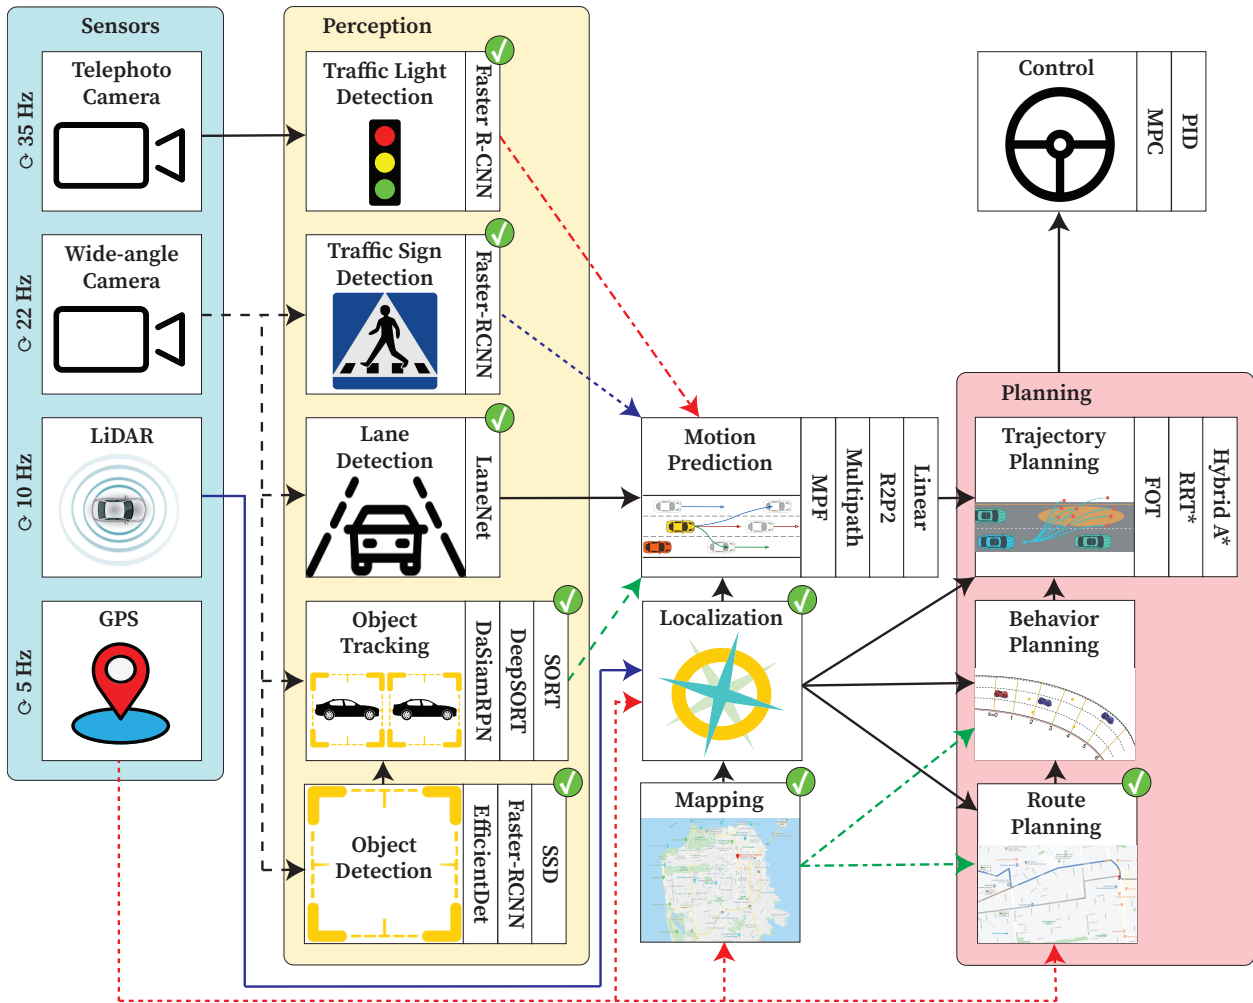 Sensors
Telephoto
Camera
35 Hz
Wide-angle
Camera
22 Hz
LiDAR
10 Hz
GPS
5 Hz
Perception
Traffic Light
Detection
Faster R-CNN
Traffic Sign
Detection
Faster-RCNN
Lane
Detection
LaneNet
Object
Tracking
DaSiamRPN
DeepSORT
SORT
Object
Detection
EfficientDet
Faster-RCNN
SSD
Motion
Prediction
MPF
Multipath
R2P2
Linear
Localization
Mapping
Control
MPC
PID
Planning
Trajectory
Planning
FOT
RRT*
Hybrid A*
Behavior
Planning
Route
Planning